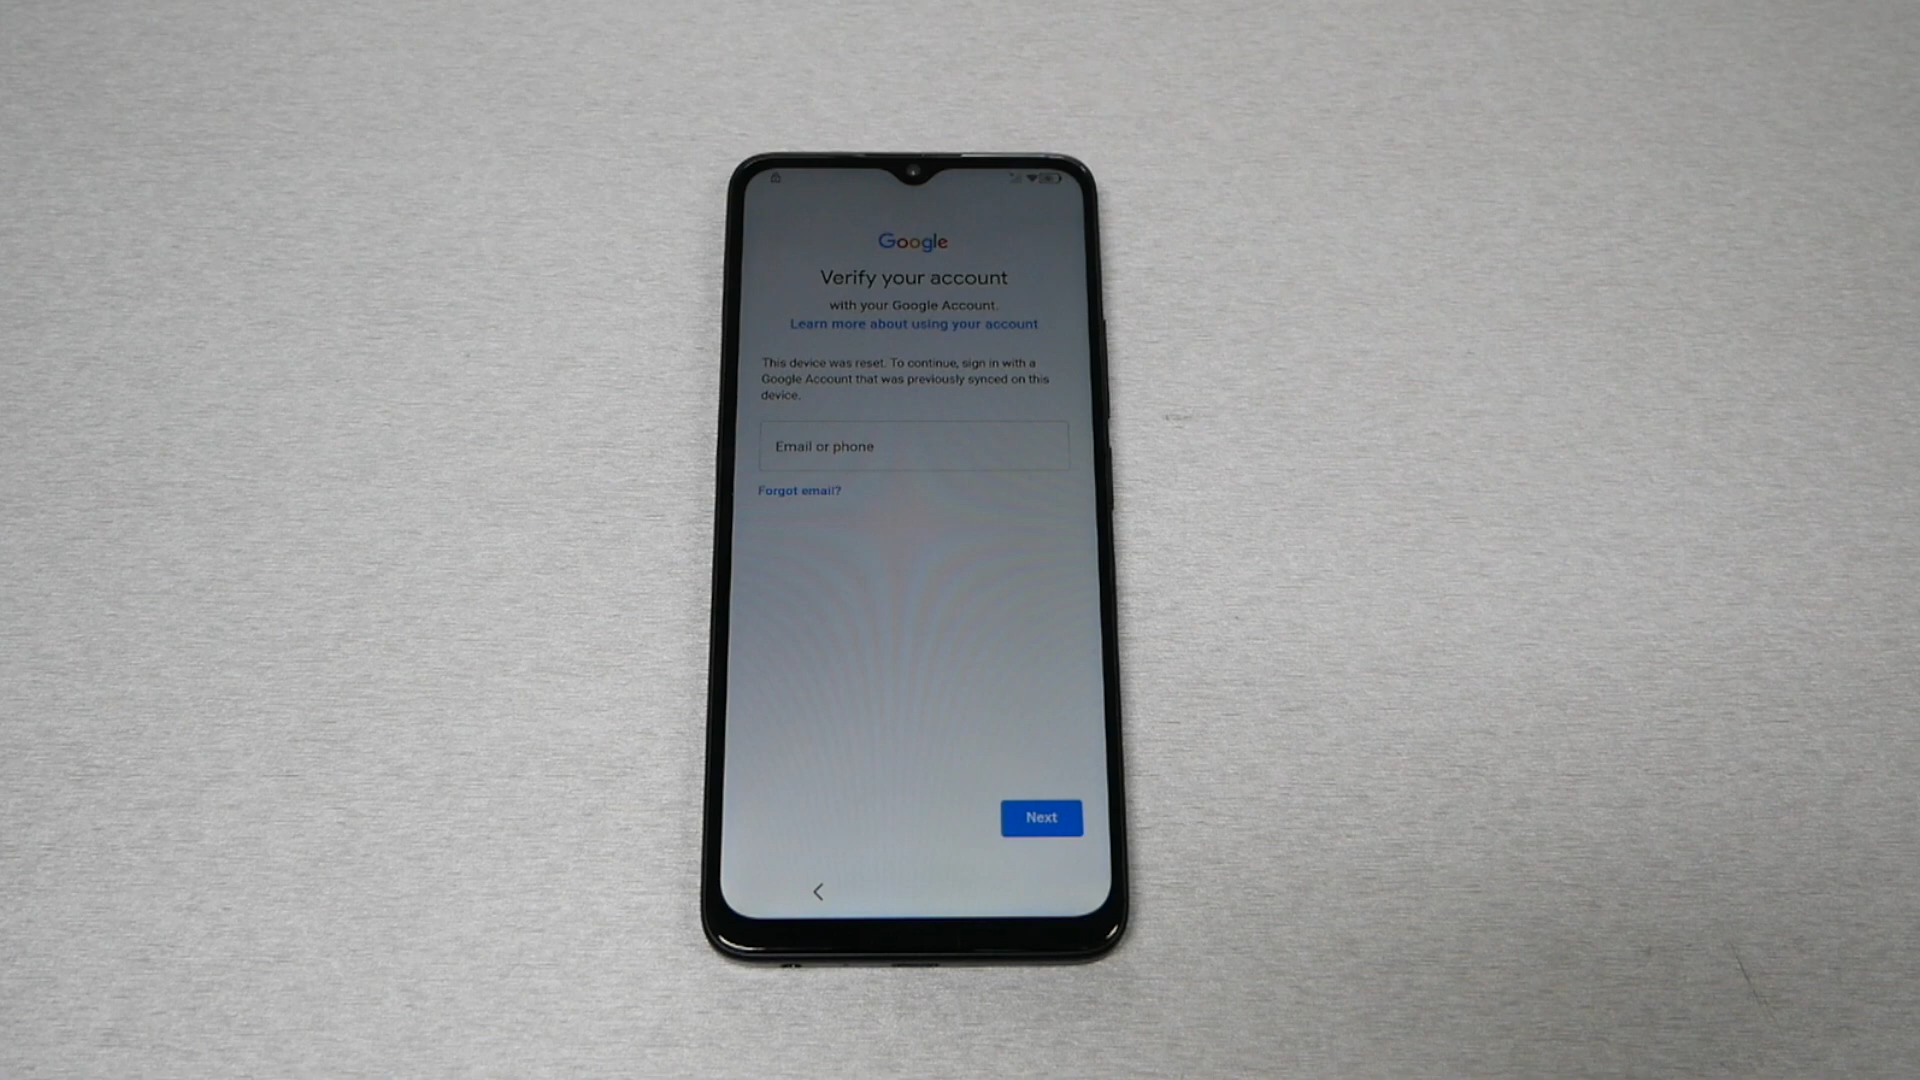 Google
Verify your account
with your Google Account.
Learn more about using your account
This device was reset. To continue, sign in with a
Google Account that was previously synced on this
device.
Email or phone
Forgot email?
Next